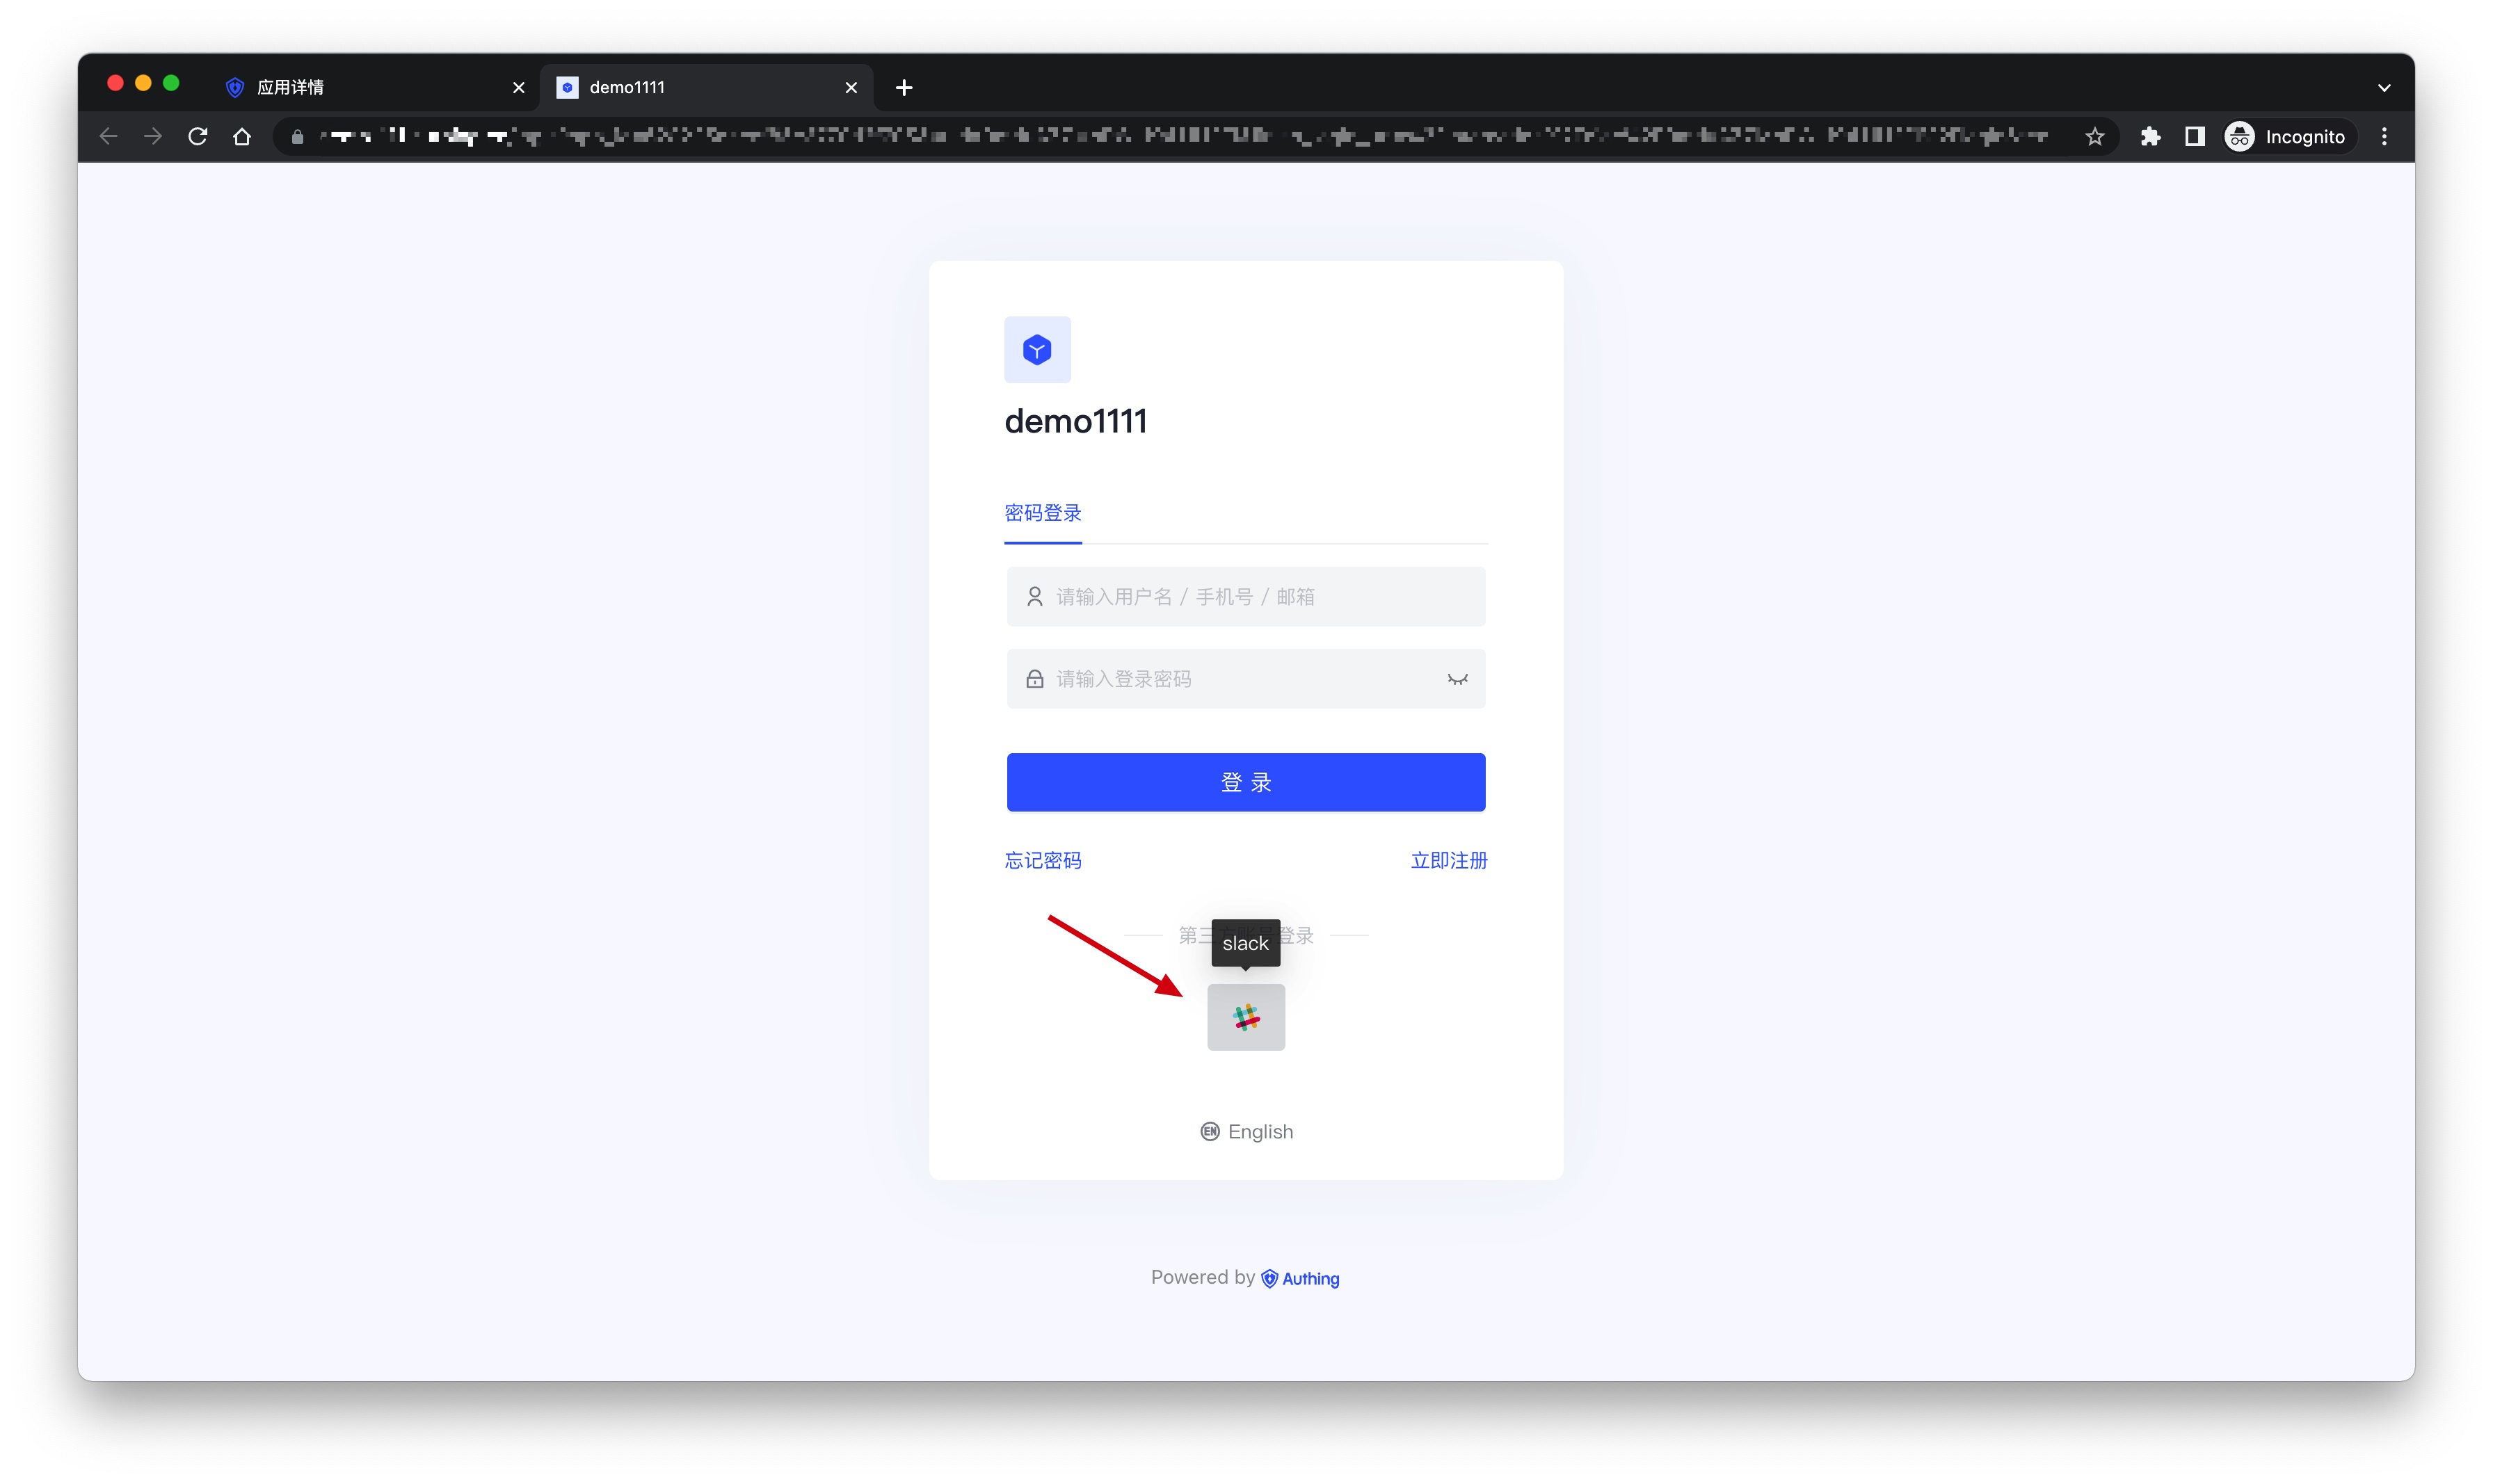 应用详情
demo1111
Incognito
demo1111
密码登录
请输入用户名 / 手机号 / 邮箱
请输入登录密码
登 录
忘记密码
立即注册
第三 登录
slack
EN English
Powered by Authing